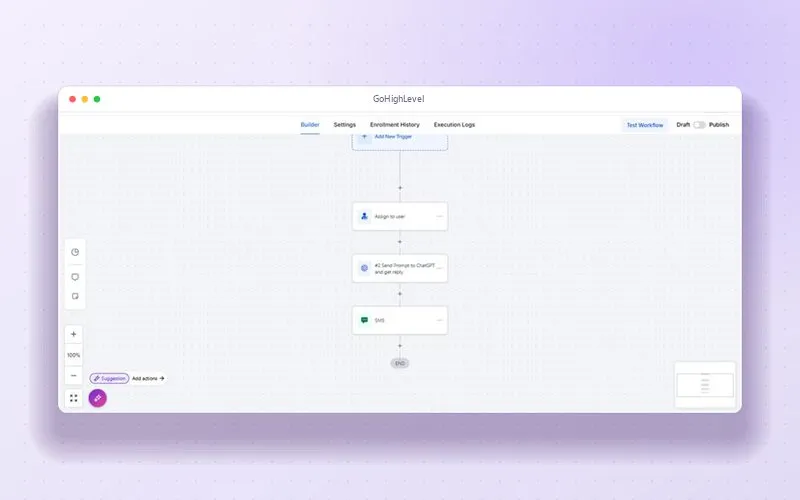 GoHighLevel
Builder Settings Enrollment History Execution Logs Test Workflow Draft Publish
+ Add New Trigger
Assign to user
#2 Send Prompt to ChatGPT
and get reply
SMS
END
+
100%
−
Suggestion Add actions →